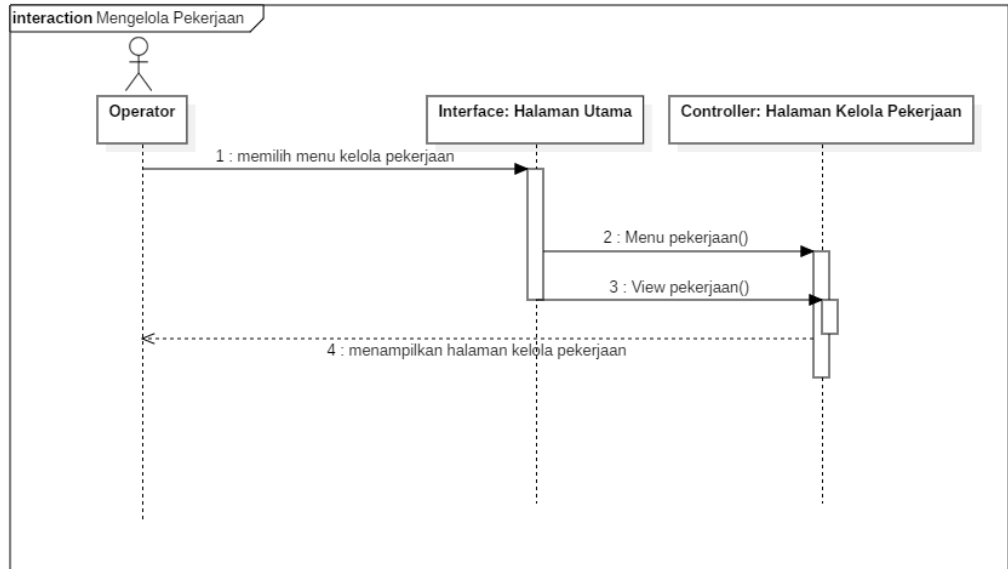 interaction Mengelola Pekerjaan
Operator
Interface: Halaman Utama
Controller: Halaman Kelola Pekerjaan
1 : memilih menu kelola pekerjaan
2 : Menu pekerjaan()
3 : View pekerjaan()
4 : menampilkan halaman kelola pekerjaan